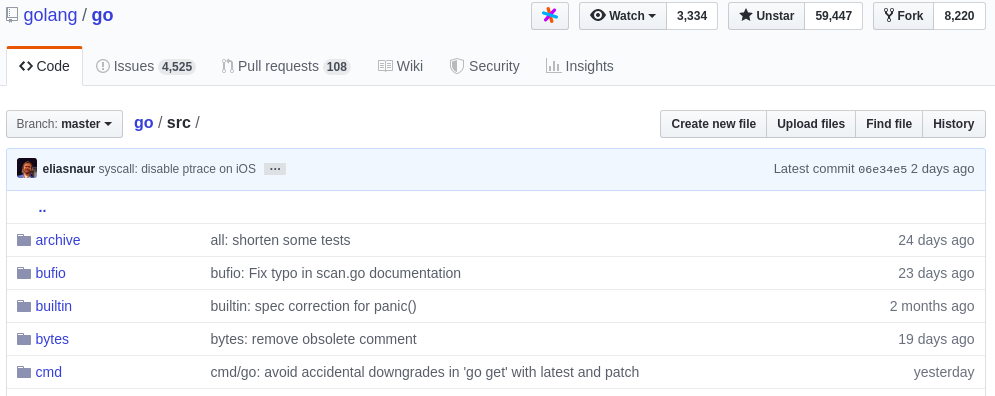 golang / go Watch 3,334 Unstar 59,447 Fork 8,220
Code Issues 4,525 Pull requests 108 Wiki Security Insights
Branch: master go / src / Create new file Upload files Find file History
eliasnaur syscall: disable ptrace on iOS ... Latest commit 06e34e5 2 days ago
..
archive all: shorten some tests 24 days ago
bufio bufio: Fix typo in scan.go documentation 23 days ago
builtin builtin: spec correction for panic() 2 months ago
bytes bytes: remove obsolete comment 19 days ago
cmd cmd/go: avoid accidental downgrades in 'go get' with latest and patch yesterday